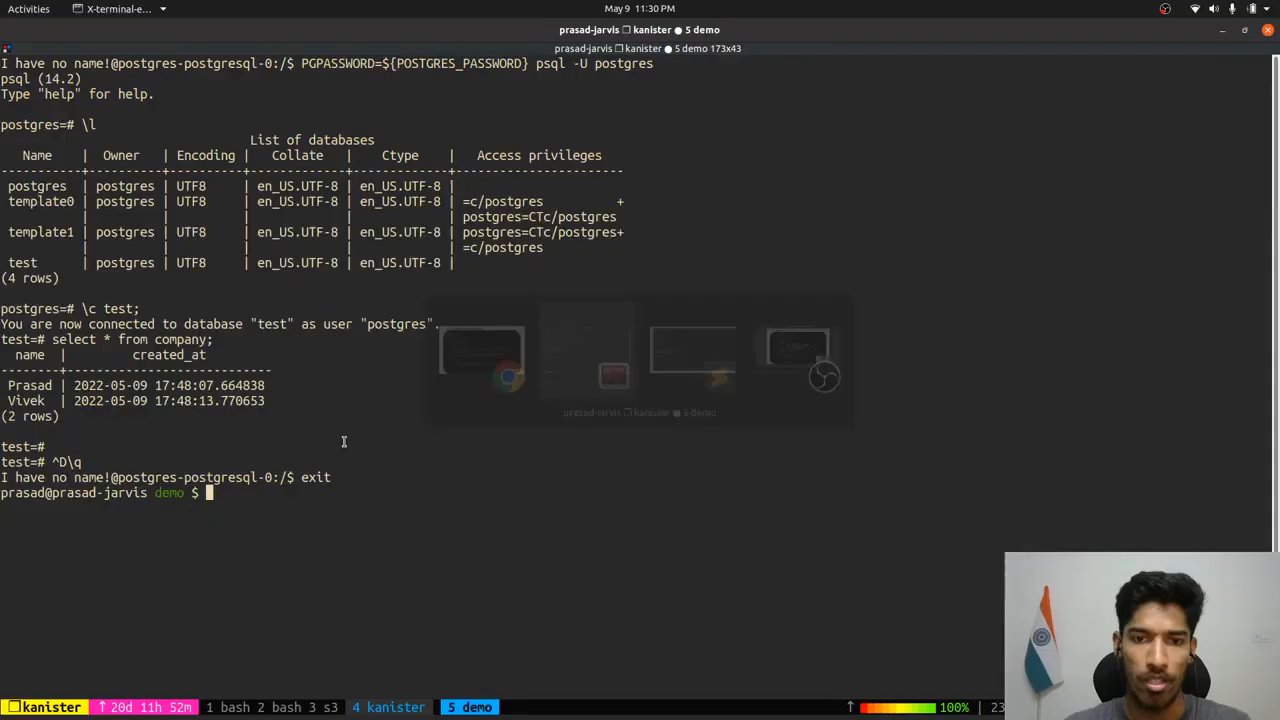 Activities X-terminal-e... May 9 11:30 PM
prasad-jarvis ❐ kanister ● 5 demo
prasad-jarvis ❐ kanister ● 5 demo 173x43
I have no name!@postgres-postgresql-0:/$ PGPASSWORD=${POSTGRES_PASSWORD} psql -U postgres
psql (14.2)
Type "help" for help.
postgres=# \l
List of databases
Name | Owner | Encoding | Collate | Ctype | Access privileges
-----------+----------+----------+-------------+-------------+-----------------------
postgres | postgres | UTF8 | en_US.UTF-8 | en_US.UTF-8 |
template0 | postgres | UTF8 | en_US.UTF-8 | en_US.UTF-8 | =c/postgres +
| | | | | postgres=CTc/postgres
template1 | postgres | UTF8 | en_US.UTF-8 | en_US.UTF-8 | postgres=CTc/postgres+
| | | | | =c/postgres
test | postgres | UTF8 | en_US.UTF-8 | en_US.UTF-8 |
(4 rows)
postgres=# \c test;
You are now connected to database "test" as user "postgres".
test=# select * from company;
name | created_at
--------+----------------------------
Prasad | 2022-05-09 17:48:07.664838
Vivek | 2022-05-09 17:48:13.770653
(2 rows)
prasad-jarvis ❐ kanister ● 5 demo
test=#
test=# ^D\q
I have no name!@postgres-postgresql-0:/$ exit
prasad@prasad-jarvis demo $
❐ kanister ↑ 20d 11h 52m 1 bash 2 bash 3 s3 4 kanister 5 demo ↑ 100% | 23